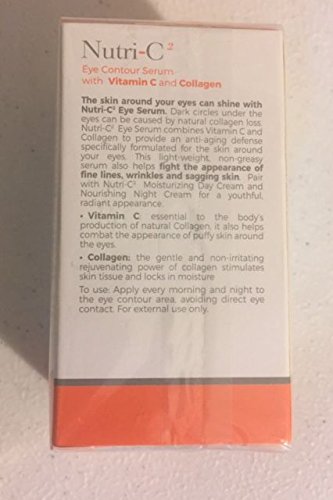 Nutri-C²
Eye Contour Serum
with Vitamin C and Collagen
The skin around your eyes can shine with
Nutri-C² Eye Serum. Dark circles under the
eyes can be caused by natural collagen loss.
Nutri-C² Eye Serum combines Vitamin C and
Collagen to provide an anti-aging defense
specifically formulated for the skin around
your eyes. This light-weight, non-greasy
serum also helps fight the appearance of
fine lines, wrinkles and sagging skin. Pair
with Nutri-C² Moisturizing Day Cream and
Nourishing Night Cream for a youthful,
radiant appearance.
• Vitamin C: essential to the body's
production of natural Collagen, it also helps
combat the appearance of puffy skin around
the eyes.
• Collagen: the gentle and non-irritating
rejuvenating power of collagen stimulates
skin tissue and locks in moisture
To use: Apply every morning and night to
the eye contour area, avoiding direct eye
contact. For external use only.